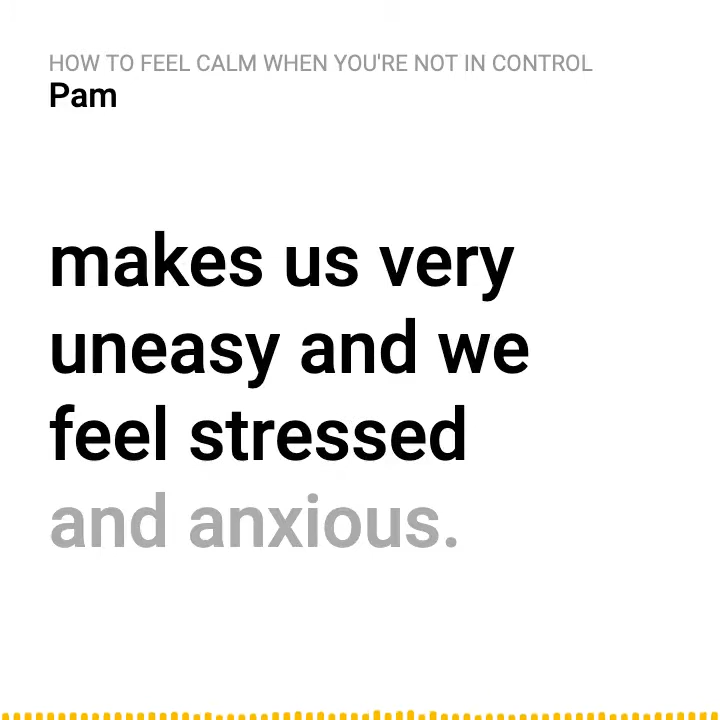 HOW TO FEEL CALM WHEN YOU'RE NOT IN CONTROL
Pam
makes us very
uneasy and we
feel stressed
and anxious.